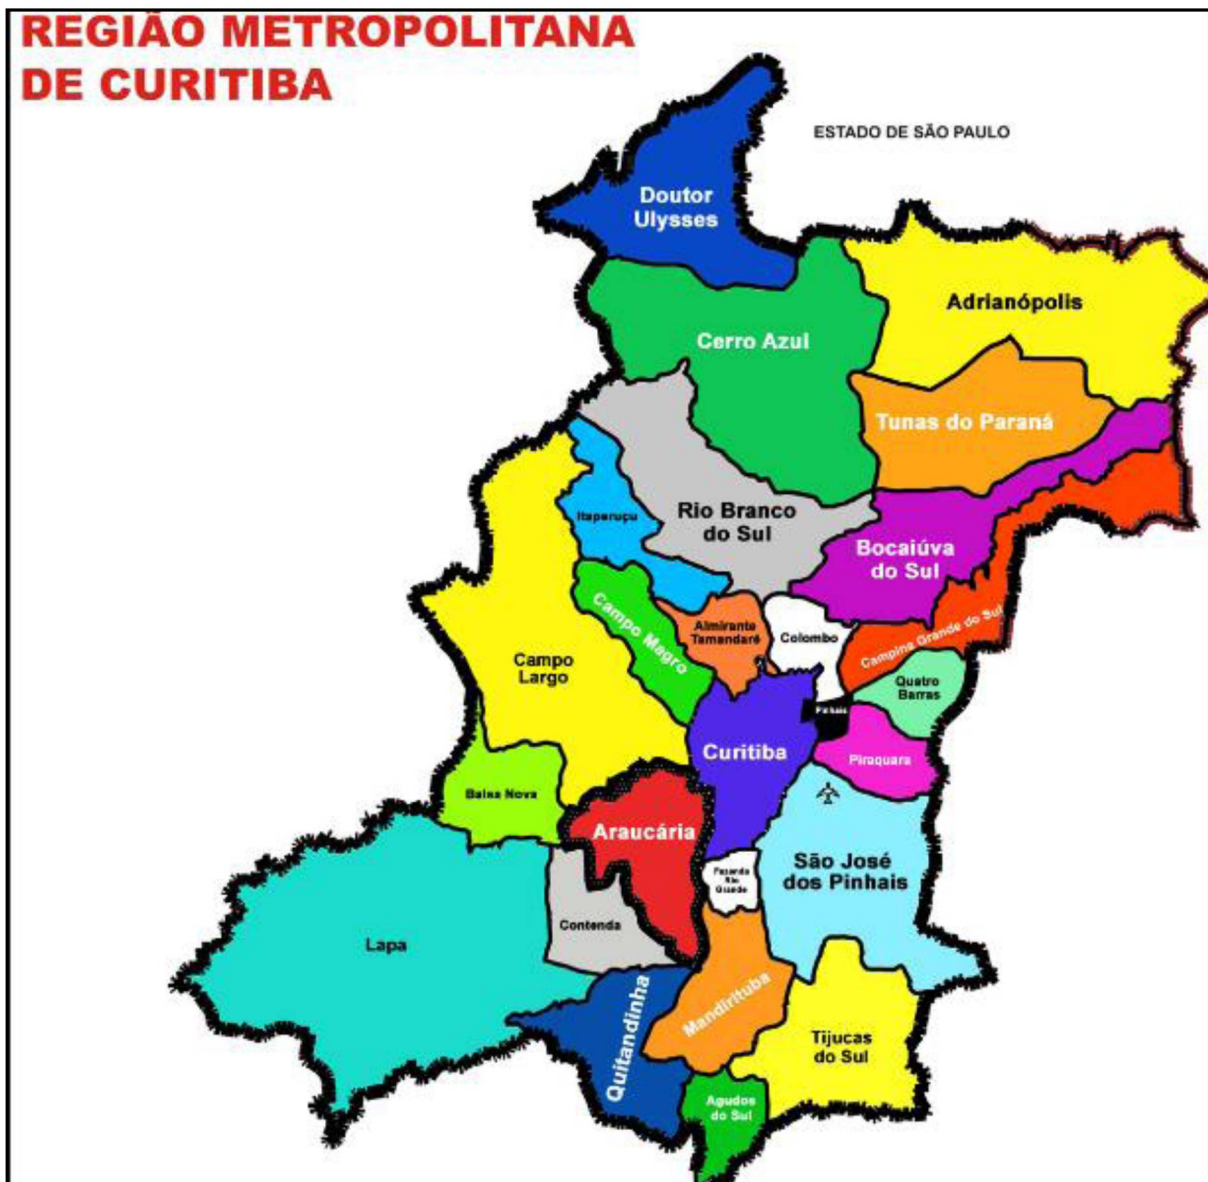 REGIÃO METROPOLITANA
DE CURITIBA
ESTADO DE SÃO PAULO
Doutor
Ulysses
Adrianópolis
Cerro Azul
Tunas do Paraná
Itaperuçu
Rio Branco
do Sul
Bocaiúva
do Sul
Campo Magro
Almirante
Tamandaré
Colombo
Campina Grande do Sul
Campo
Largo
Quatro
Barras
Pinhais
Curitiba
Piraquara
Balsa Nova
Araucária
São José
dos Pinhais
Fazenda
Rio
Grande
Contenda
Lapa
Quitandinha
Mandirituba
Tijucas
do Sul
Agudos
do Sul